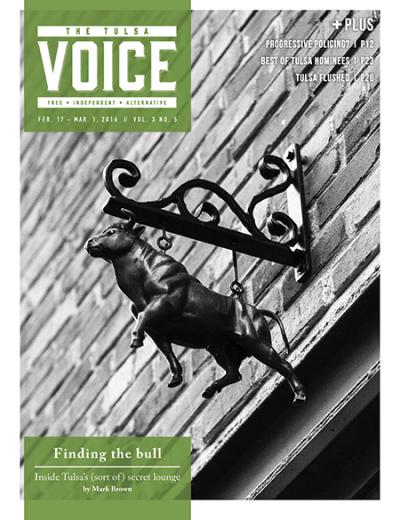 THE TULSA
VOICE
FREE • INDEPENDENT • ALTERNATIVE
FEB. 17 – MAR. 1, 2016 // VOL. 3 NO. 5
+ PLUS
PROGRESSIVE POLICING? | P12
BEST OF TULSA NOMINEES | P23
TULSA FLUSHED | P28
Finding the bull
Inside Tulsa's (sort of) secret lounge
by Mark Brown